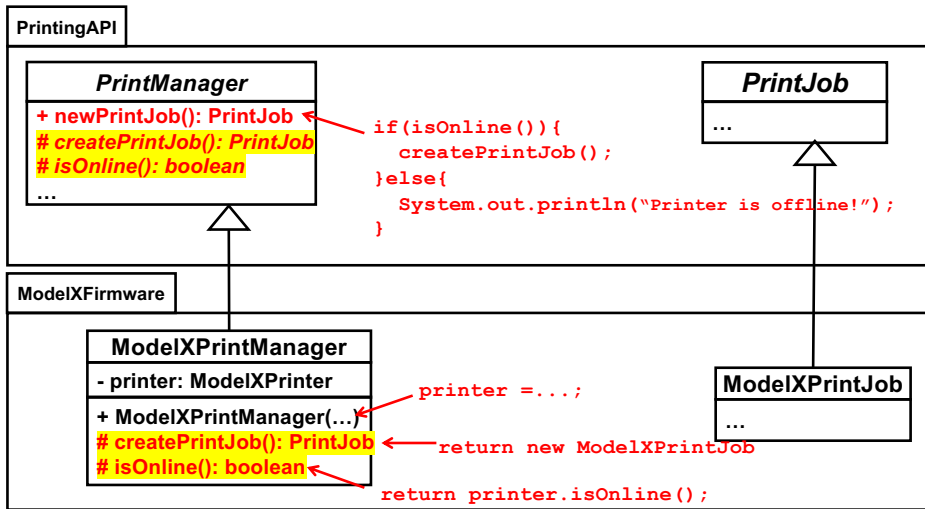 PrintingAPI
PrintManager
+ newPrintJob(): PrintJob
# createPrintJob(): PrintJob
# isOnline(): boolean
...
if(isOnline()){
createPrintJob();
}else{
System.out.println(“Printer is offline!”);
}
PrintJob
...
ModelXFirmware
ModelXPrintManager
- printer: ModelXPrinter
+ ModelXPrintManager(...)
# createPrintJob(): PrintJob
# isOnline(): boolean
printer =...;
return new ModelXPrintJob
return printer.isOnline();
ModelXPrintJob
...